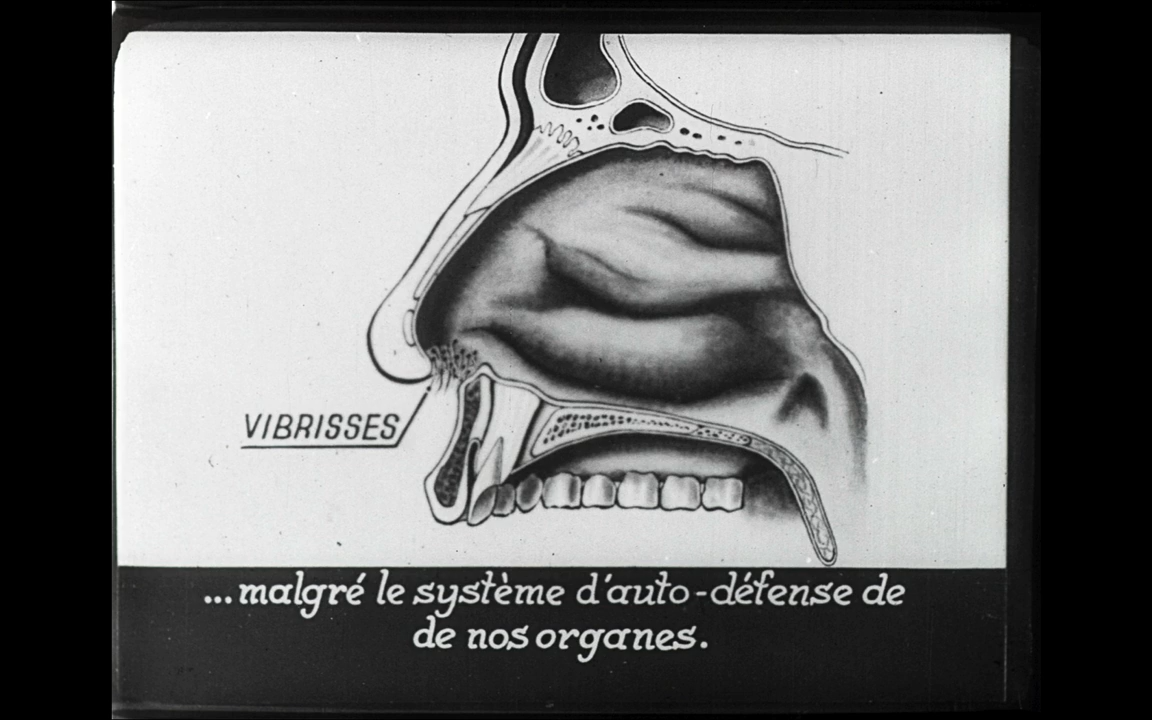 VIBRISSES
...malgré le système d'auto-défense de
de nos organes.